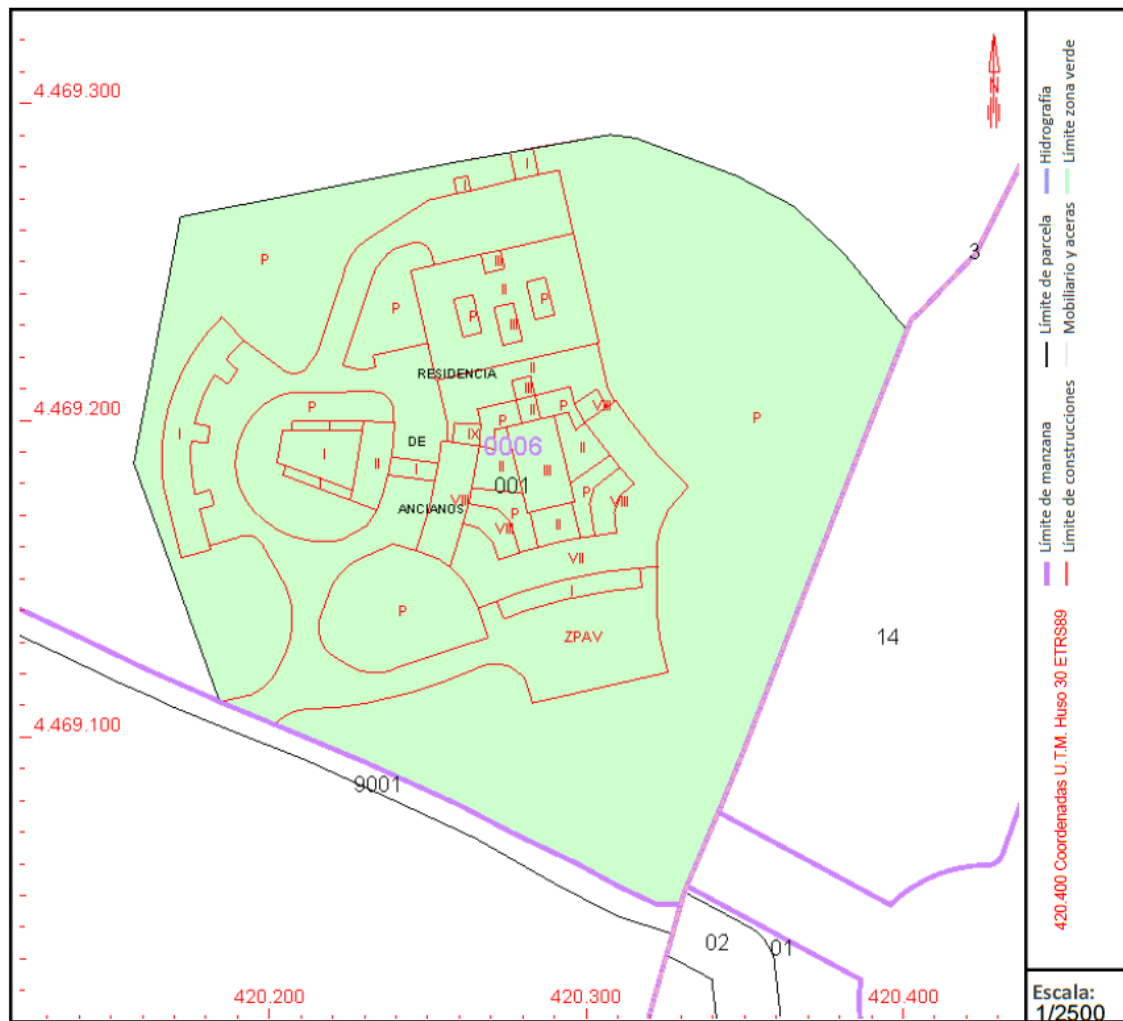 4.469.300
N
I
I
P
3
III
II
P
P
P
III
RESIDENCIA
II
III
4.469.200
P
II
P
VIII
P
P
I
DE
IX
0006
I
II
I
II
III
II
001
P
VIII
ANCIANOS
VIII
P
VIII
II
VII
I
P
ZPAV
14
4.469.100
9001
02
01
420.200
420.300
420.400
Límite de manzana
Límite de parcela
Hidrografía
Límite de construcciones
Mobiliario y aceras
Límite zona verde
420.400 Coordenadas U.T.M. Huso 30 ETRS89
Escala:
1/2500